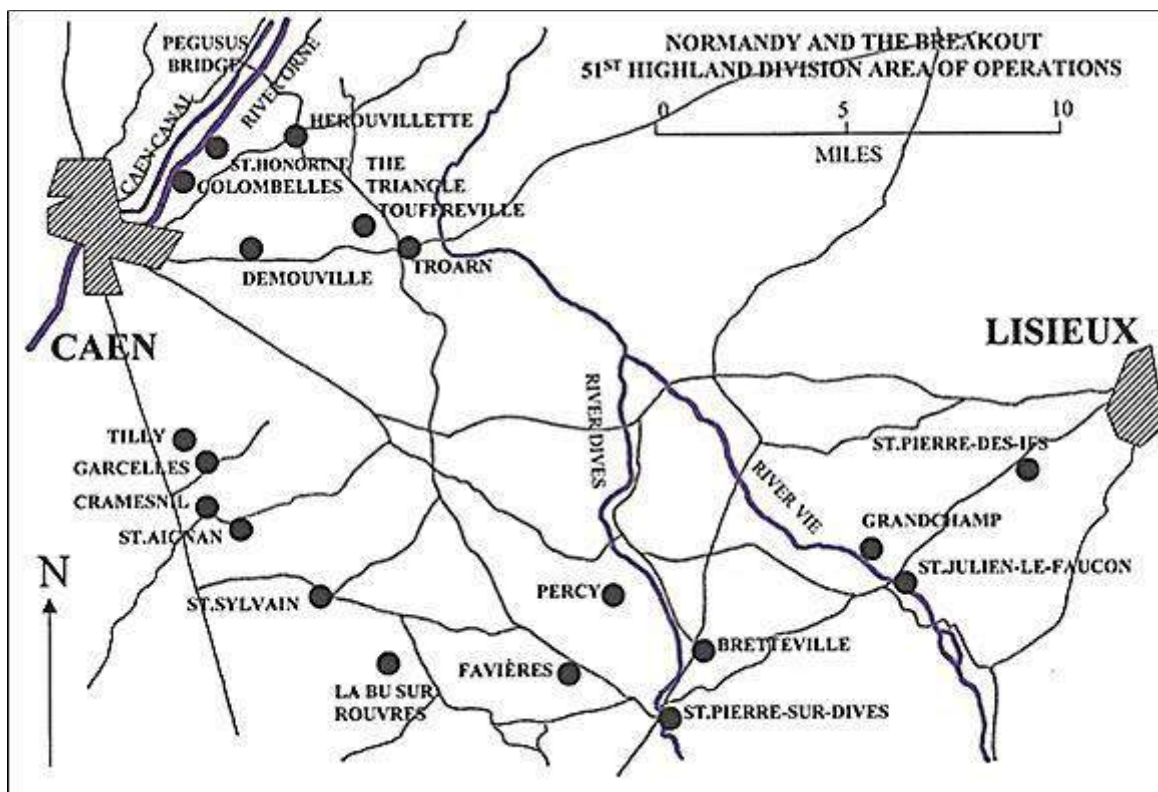 NORMANDY AND THE BREAKOUT
51ST HIGHLAND DIVISION AREA OF OPERATIONS
0 5 10
MILES
PEGUSUS
BRIDGE
CAEN CANAL
RIVER ORNE
HEROUVILLETTE
ST.HONORINE
COLOMBELLES
THE
TRIANGLE
TOUFFREVILLE
DEMOUVILLE
TROARN
CAEN
LISIEUX
RIVER DIVES
RIVER VIE
TILLY
GARCELLES
CRAMESNIL
ST.AIGNAN
ST.PIERRE-DES-IFS
GRANDCHAMP
ST.JULIEN-LE-FAUCON
N
ST.SYLVAIN
PERCY
BRETTEVILLE
FAVIÈRES
LA BU SUR
ROUVRES
ST.PIERRE-SUR-DIVES